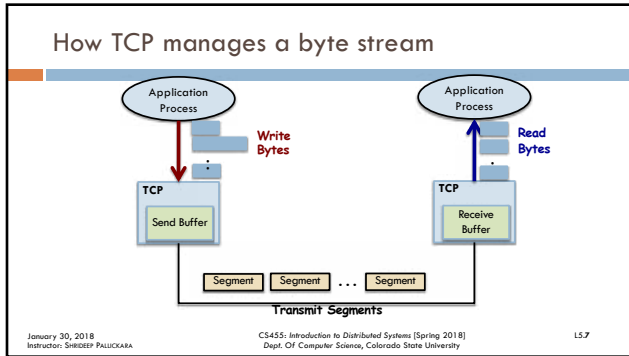 How TCP manages a byte stream
Application
Process
Application
Process
Write
Bytes
Read
Bytes
TCP
Send Buffer
TCP
Receive
Buffer
Segment Segment ... Segment
Transmit Segments
January 30, 2018
Instructor: SHRIDEEP PALLICKARA
CS455: Introduction to Distributed Systems [Spring 2018]
Dept. Of Computer Science, Colorado State University
L5.7